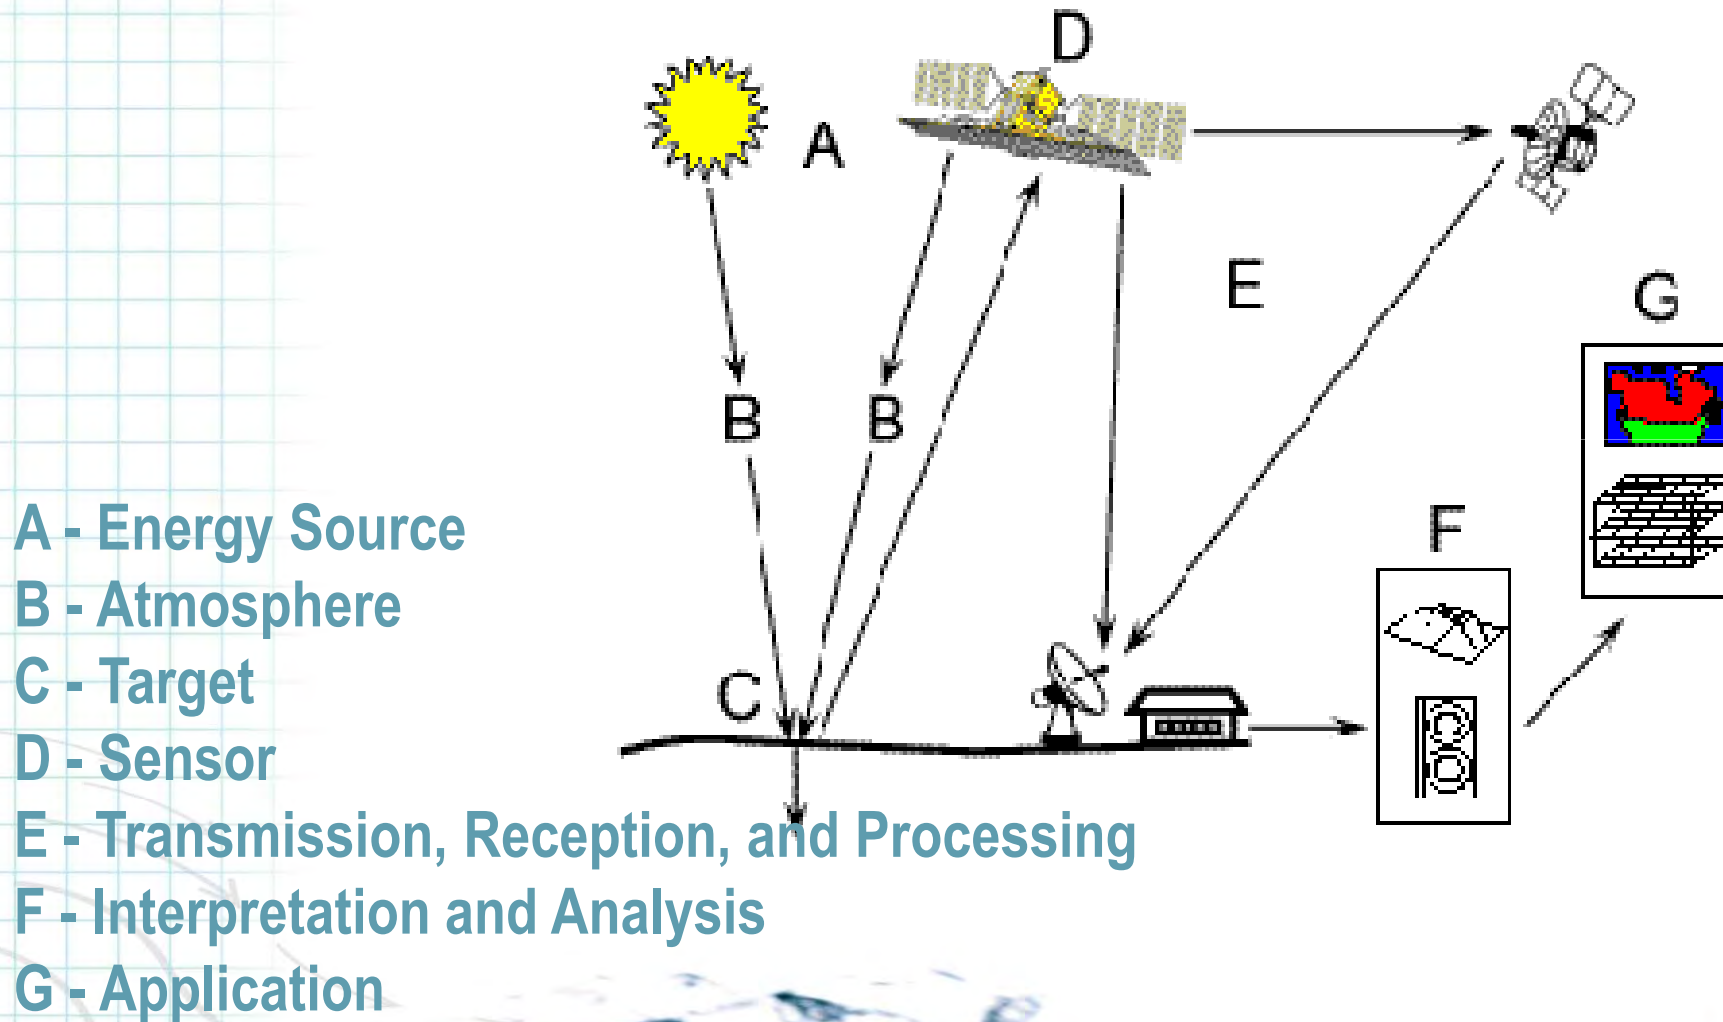 D
A
E
G
B B
F
C
A - Energy Source
B - Atmosphere
C - Target
D - Sensor
E - Transmission, Reception, and Processing
F - Interpretation and Analysis
G - Application